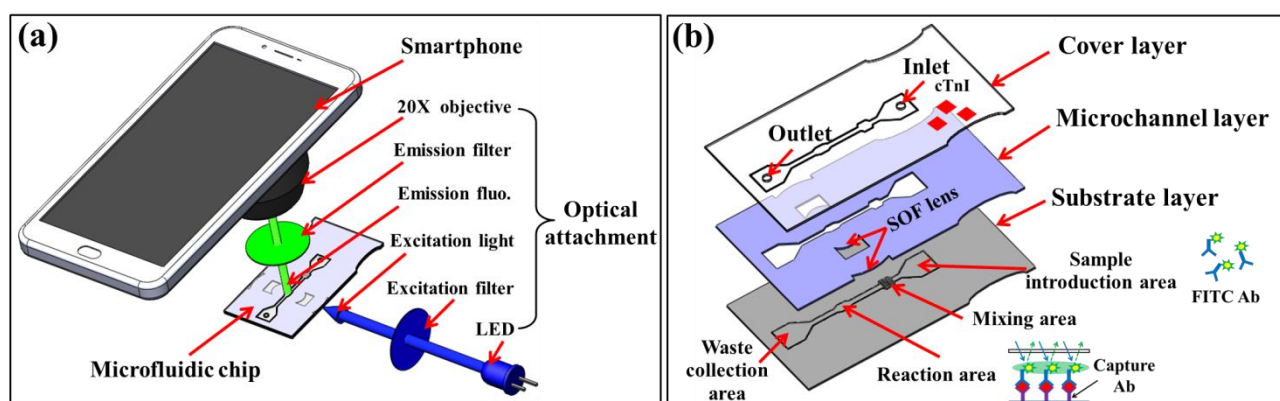 (a)
Smartphone
20X objective
Emission filter
Emission fluo.
Excitation light
Excitation filter
LED
Optical
attachment
Microfluidic chip
(b)
Cover layer
Inlet
cTnI
Outlet
Microchannel layer
SOF lens
Substrate layer
Sample
introduction area
FITC Ab
Mixing area
Waste
collection
area
Reaction area
Capture
Ab